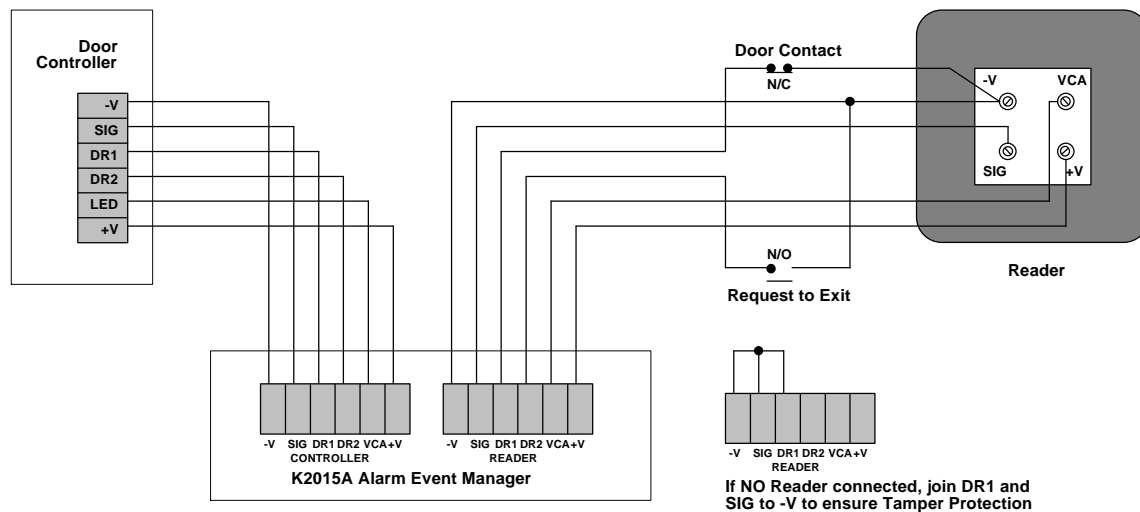 Door
Controller
-V
SIG
DR1
DR2
LED
+V
Door Contact
N/C
-V
VCA
SIG
+V
Reader
N/O
Request to Exit
-V SIG DR1 DR2 VCA+V
CONTROLLER
-V SIG DR1 DR2 VCA+V
READER
K2015A Alarm Event Manager
-V SIG DR1 DR2 VCA+V
READER
If NO Reader connected, join DR1 and
SIG to -V to ensure Tamper Protection